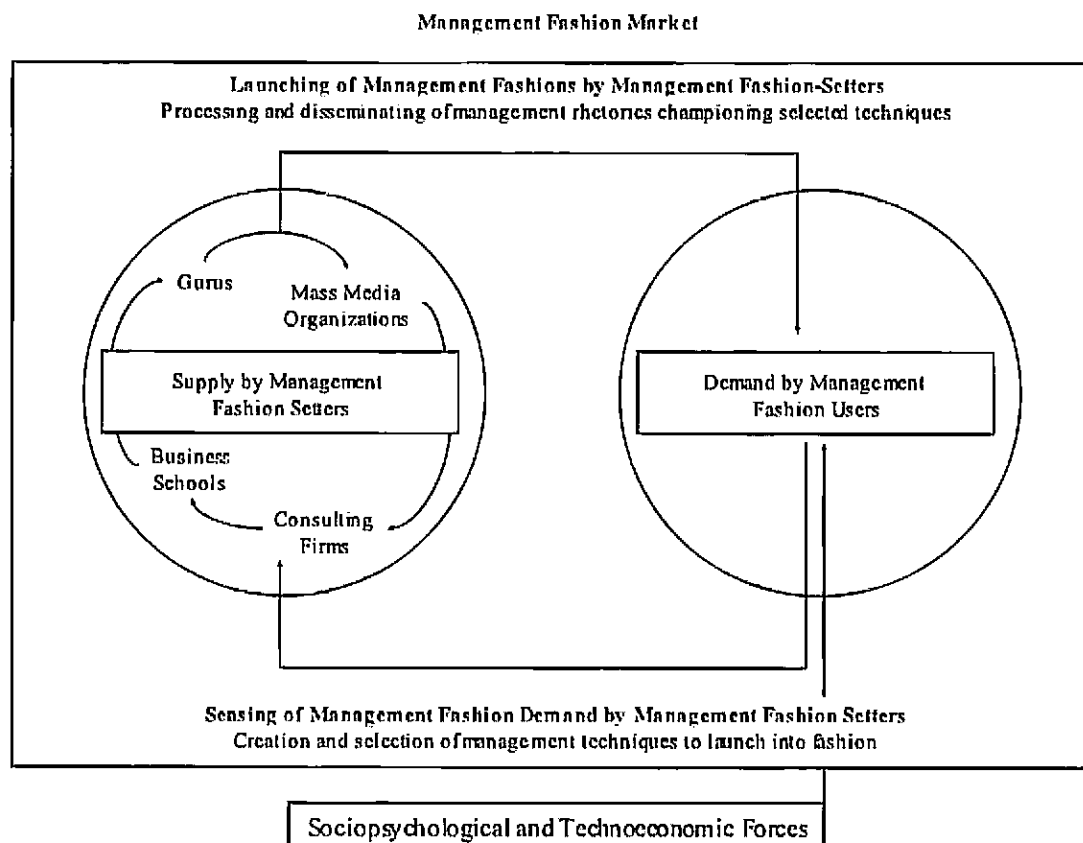 Management Fashion Market
Launching of Management Fashions by Management Fashion-Setters
Processing and disseminating of management rhetorics championing selected techniques
Gurus
Mass Media
Organizations
Supply by Management
Fashion Setters
Business
Schools
Consulting
Firms
Demand by Management
Fashion Users
Sensing of Management Fashion Demand by Management Fashion Setters
Creation and selection of management techniques to launch into fashion
Sociopsychological and Technoeconomic Forces